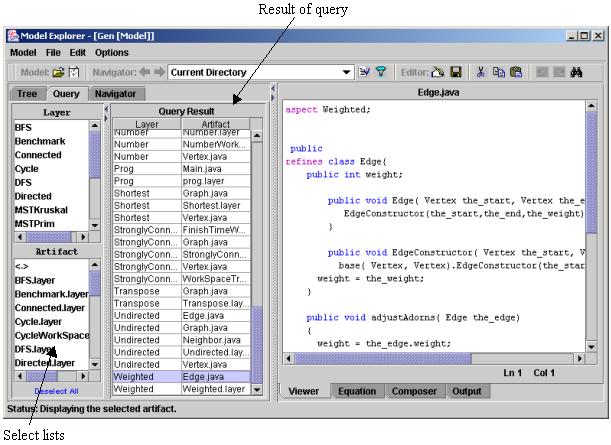 Result of query
Model Explorer - [Gen [Model]]
Model File Edit Options
Model: Navigator: Current Directory Editor:
Tree Query Navigator
Layer
BFS
Benchmark
Connected
Cycle
DFS
Directed
MSTKruskal
MSTPrim
Artifact
<.>
BFS.layer
Benchmark.layer
Connected.layer
Cycle.layer
CycleWorkSpace
DFS.layer
Directed.layer
Deselect All
Query Result
Layer Artifact
Number Number.layer
Number NumberWork...
Number Vertex.java
Prog Main.java
Prog prog.layer
Shortest Graph.java
Shortest Shortest.layer
Shortest Vertex.java
StronglyConn... FinishTimeW...
StronglyConn... Graph.java
StronglyConn... StronglyConn...
StronglyConn... Vertex.java
StronglyConn... WorkSpaceTr...
Transpose Graph.java
Transpose Transpose.lay...
Undirected Edge.java
Undirected Graph.java
Undirected Neighbor.java
Undirected Undirected.lay...
Undirected Vertex.java
Weighted Edge.java
Weighted Weighted.layer
Edge.java
aspect Weighted;
public
refines class Edge{
public int weight;
public void Edge( Vertex the_start, Vertex the_e
EdgeConstructor(the_start,the_end,the_weight)
}
public void EdgeConstructor( Vertex the_start, V
base( Vertex, Vertex).EdgeConstructor(the_star
weight = the_weight;
}
public void adjustAdorns( Edge the_edge)
{
weight = the_edge.weight;
Ln 1 Col 1
Viewer Equation Composer Output
Status: Displaying the selected artifact.
Select lists